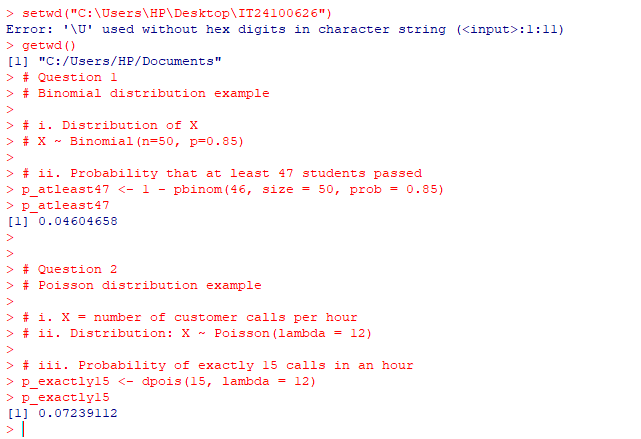 > setwd("C:\Users\HP\Desktop\IT24100626")
Error: '\U' used without hex digits in character string (<input>:1:11)
> getwd()
[1] "C:/Users/HP/Documents"
> # Question 1
> # Binomial distribution example
>
> # i. Distribution of X
> # X ~ Binomial(n=50, p=0.85)
>
> # ii. Probability that at least 47 students passed
> p_atleast47 <- 1 - pbinom(46, size = 50, prob = 0.85)
> p_atleast47
[1] 0.04604658
>
>
> # Question 2
> # Poisson distribution example
>
> # i. X = number of customer calls per hour
> # ii. Distribution: X ~ Poisson(lambda = 12)
>
> # iii. Probability of exactly 15 calls in an hour
> p_exactly15 <- dpois(15, lambda = 12)
> p_exactly15
[1] 0.07239112
>